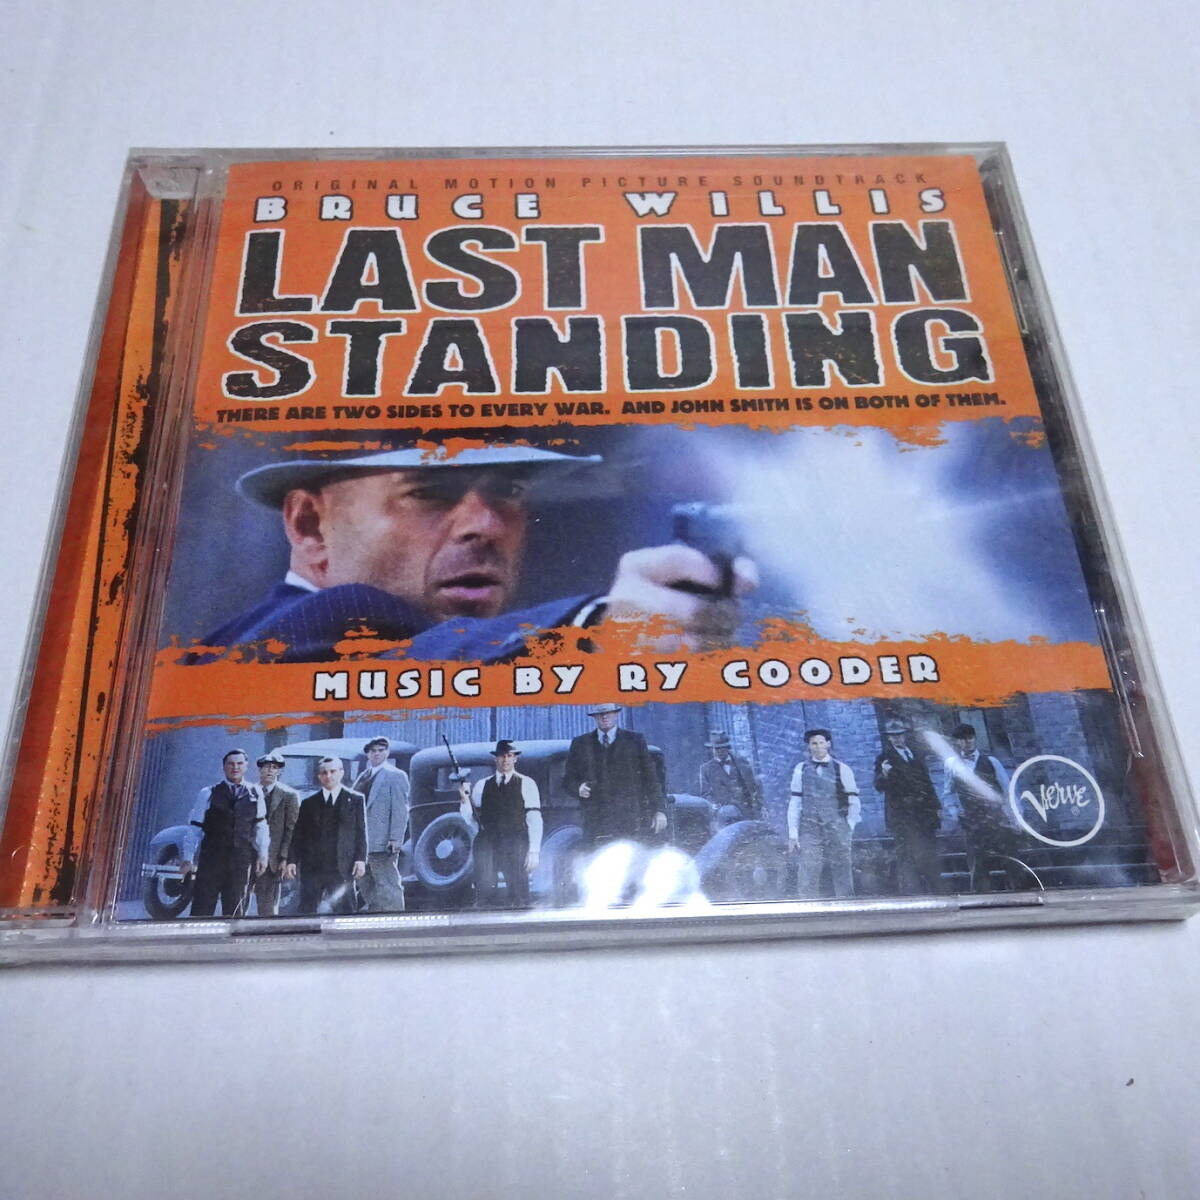 ORIGINAL MOTION PICTURE SOUNDTRACK
BRUCE WILLIS
LAST MAN
STANDING
THERE ARE TWO SIDES TO EVERY WAR. AND JOHN SMITH IS ON BOTH OF THEM.
MUSIC BY RY COODER
Verve